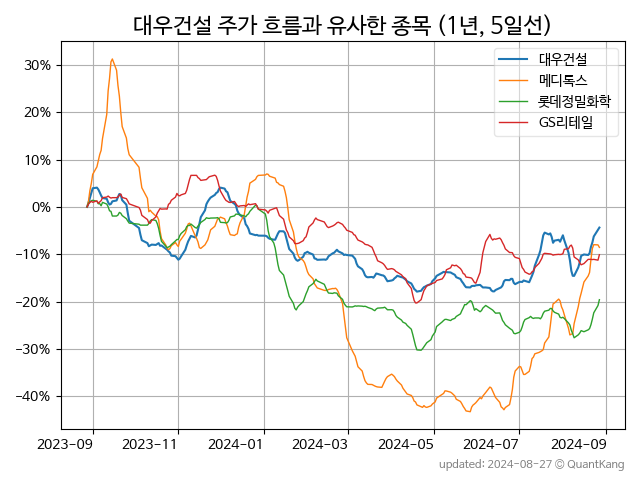 대우건설 주가 흐름과 유사한 종목 (1년, 5일선)
대우건설
메디톡스
롯데정밀화학
GS리테일
30%
20%
10%
0%
−10%
−20%
−30%
−40%
2023-09 2023-11 2024-01 2024-03 2024-05 2024-07 2024-09
updated: 2024-08-27 © QuantKang